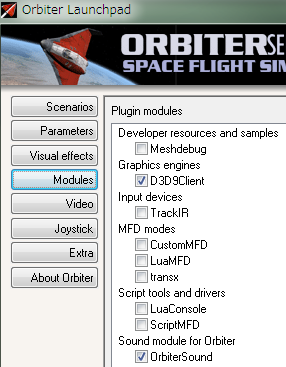 Orbiter Launchpad
ORBITERSE
SPACE FLIGHT SIM
Scenarios
Parameters
Visual effects
Modules
Video
Joystick
Extra
About Orbiter
Plugin modules
Developer resources and samples
Meshdebug
Graphics engines
D3D9Client
Input devices
TrackIR
MFD modes
CustomMFD
LuaMFD
transx
Script tools and drivers
LuaConsole
ScriptMFD
Sound module for Orbiter
OrbiterSound